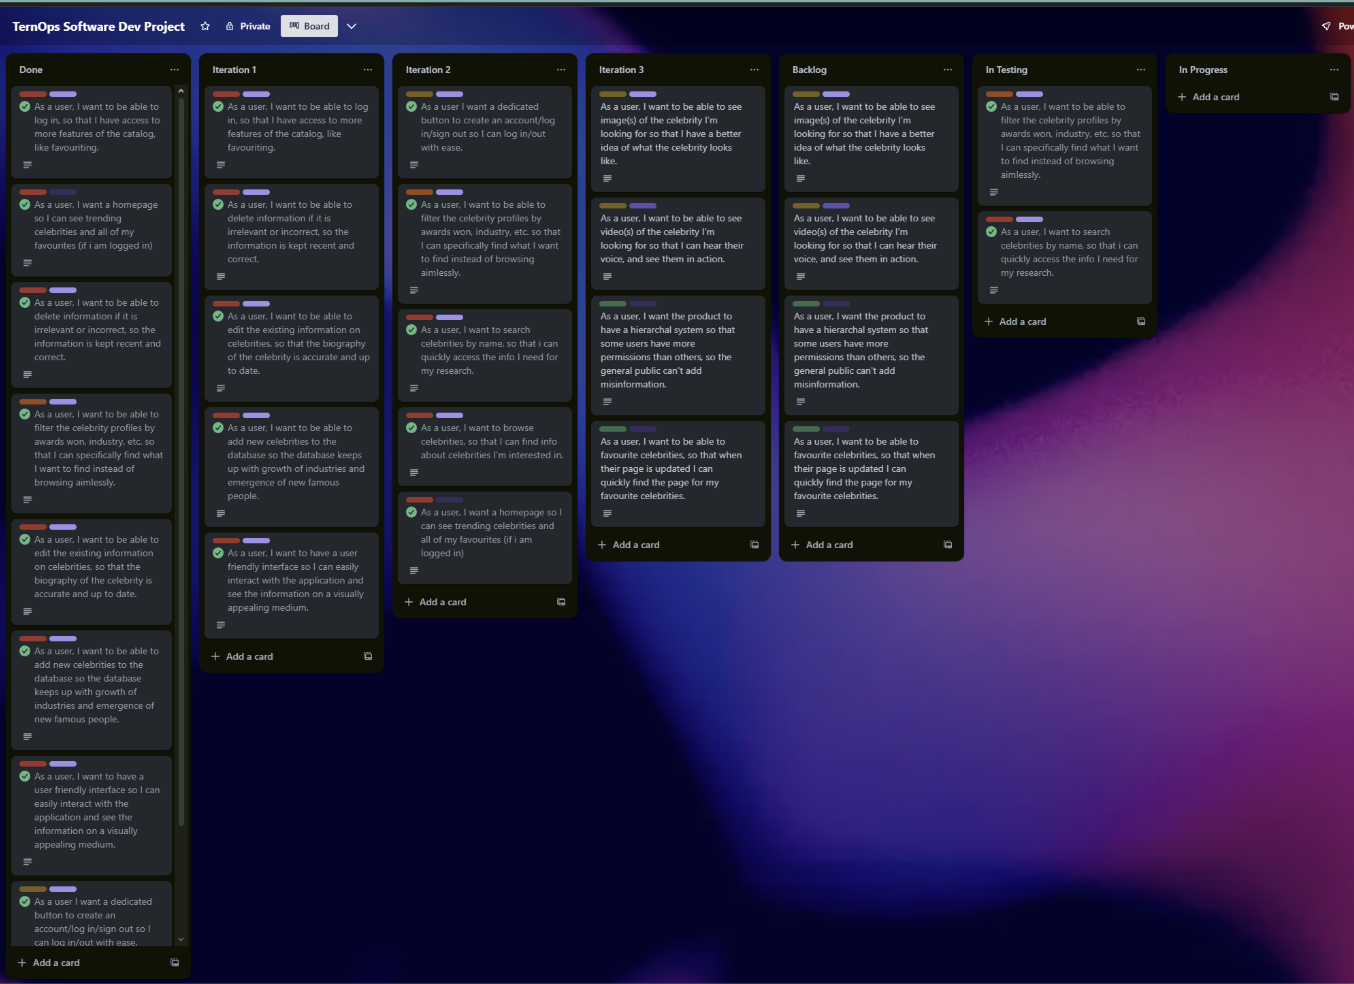 TernOps Software Dev Project
Private
Board
Pow
Done
As a user, I want to be able to
log in, so that I have access to
more features of the catalog,
like favouriting.
As a user, I want a homepage
so I can see trending
celebrities and all of my
favourites (if i am logged in)
As a user, I want to be able to
delete information if it is
irrelevant or incorrect, so the
information is kept recent and
correct.
As a user, I want to be able to
filter the celebrity profiles by
awards won, industry, etc. so
that I can specifically find what
I want to find instead of
browsing aimlessly.
As a user, I want to be able to
edit the existing information
on celebrities, so that the
biography of the celebrity is
accurate and up to date.
As a user, I want to be able to
add new celebrities to the
database so the database
keeps up with growth of
industries and emergence of
new famous people.
As a user, I want to have a
user friendly interface so I can
easily interact with the
application and see the
information on a visually
appealing medium.
As a user I want a dedicated
button to create an
account/log in/sign out so I
can log in/out with ease.
+ Add a card
Iteration 1
As a user, I want to be able to log
in, so that I have access to more
features of the catalog, like
favouriting.
As a user, I want to be able to
delete information if it is
irrelevant or incorrect, so the
information is kept recent and
correct.
As a user, I want to be able to
edit the existing information on
celebrities, so that the biography
of the celebrity is accurate and up
to date.
As a user, I want to be able to
add new celebrities to the
database so the database keeps
up with growth of industries and
emergence of new famous
people.
As a user, I want to have a user
friendly interface so I can easily
interact with the application and
see the information on a visually
appealing medium.
+ Add a card
Iteration 2
As a user I want a dedicated
button to create an account/log
in/sign out so I can log in/out
with ease.
As a user, I want to be able to
filter the celebrity profiles by
awards won, industry, etc. so that
I can specifically find what I want
to find instead of browsing
aimlessly.
As a user, I want to search
celebrities by name, so that i can
quickly access the info I need for
my research.
As a user, I want to browse
celebrities, so that I can find info
about celebrities I'm interested in.
As a user, I want a homepage so I
can see trending celebrities and
all of my favourites (if i am
logged in)
+ Add a card
Iteration 3
As a user, I want to be able to see
image(s) of the celebrity I'm
looking for so that I have a better
idea of what the celebrity looks
like.
As a user, I want to be able to see
video(s) of the celebrity I'm
looking for so that I can hear their
voice, and see them in action.
As a user, I want the product to
have a hierarchal system so that
some users have more
permissions than others, so the
general public can't add
misinformation.
As a user, I want to be able to
favourite celebrities, so that when
their page is updated I can
quickly find the page for my
favourite celebrities.
+ Add a card
Backlog
As a user, I want to be able to see
image(s) of the celebrity I'm
looking for so that I have a better
idea of what the celebrity looks
like.
As a user, I want to be able to see
video(s) of the celebrity I'm
looking for so that I can hear their
voice, and see them in action.
As a user, I want the product to
have a hierarchal system so that
some users have more
permissions than others, so the
general public can't add
misinformation.
As a user, I want to be able to
favourite celebrities, so that when
their page is updated I can
quickly find the page for my
favourite celebrities.
+ Add a card
In Testing
As a user, I want to be able to
filter the celebrity profiles by
awards won, industry, etc. so that
I can specifically find what I want
to find instead of browsing
aimlessly.
As a user, I want to search
celebrities by name, so that i can
quickly access the info I need for
my research.
+ Add a card
In Progress
+ Add a card